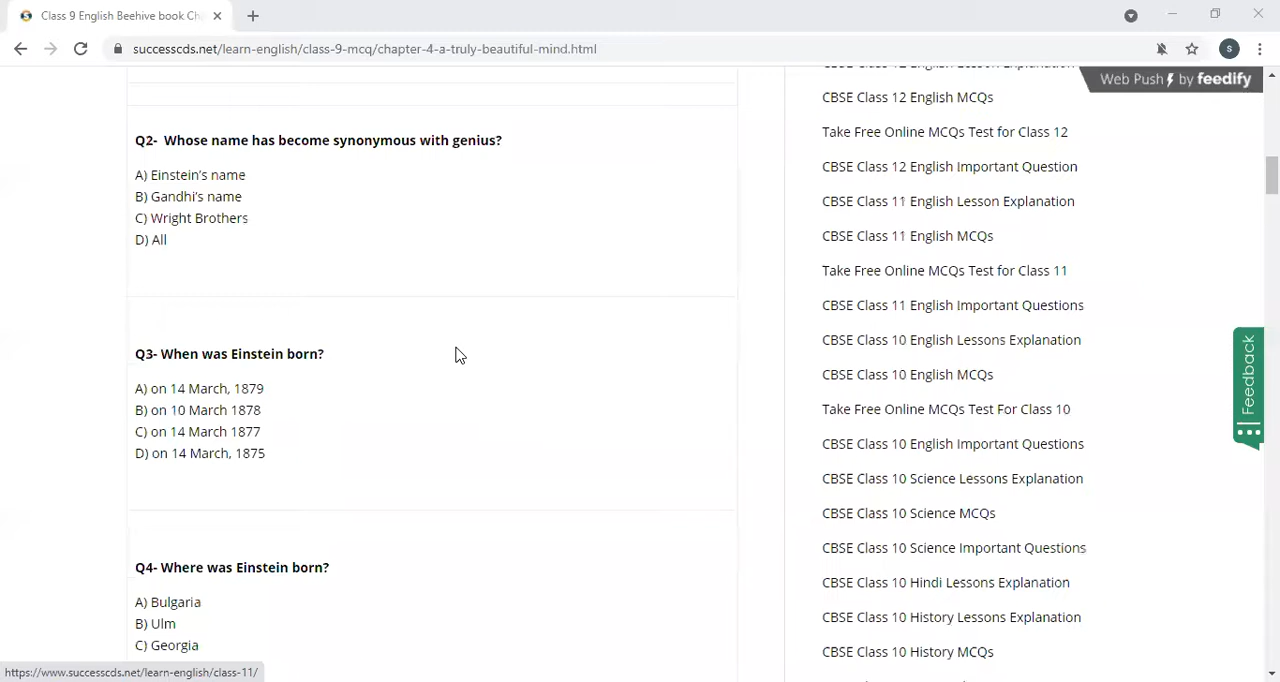 Class 9 English Beehive book Ch
successcds.net/learn-english/class-9-mcq/chapter-4-a-truly-beautiful-mind.html
S
Web Push by feedify
Q2- Whose name has become synonymous with genius?
A) Einstein's name
B) Gandhi's name
C) Wright Brothers
D) All
Q3- When was Einstein born?
A) on 14 March, 1879
B) on 10 March 1878
C) on 14 March 1877
D) on 14 March, 1875
Q4- Where was Einstein born?
A) Bulgaria
B) Ulm
C) Georgia
https://www.successcds.net/learn-english/class-11/
CBSE Class 12 English Lesson Explanation
CBSE Class 12 English MCQs
Take Free Online MCQs Test for Class 12
CBSE Class 12 English Important Question
CBSE Class 11 English Lesson Explanation
CBSE Class 11 English MCQs
Take Free Online MCQs Test for Class 11
CBSE Class 11 English Important Questions
CBSE Class 10 English Lessons Explanation
CBSE Class 10 English MCQs
Take Free Online MCQs Test For Class 10
CBSE Class 10 English Important Questions
CBSE Class 10 Science Lessons Explanation
CBSE Class 10 Science MCQs
CBSE Class 10 Science Important Questions
CBSE Class 10 Hindi Lessons Explanation
CBSE Class 10 History Lessons Explanation
CBSE Class 10 History MCQs
Feedback